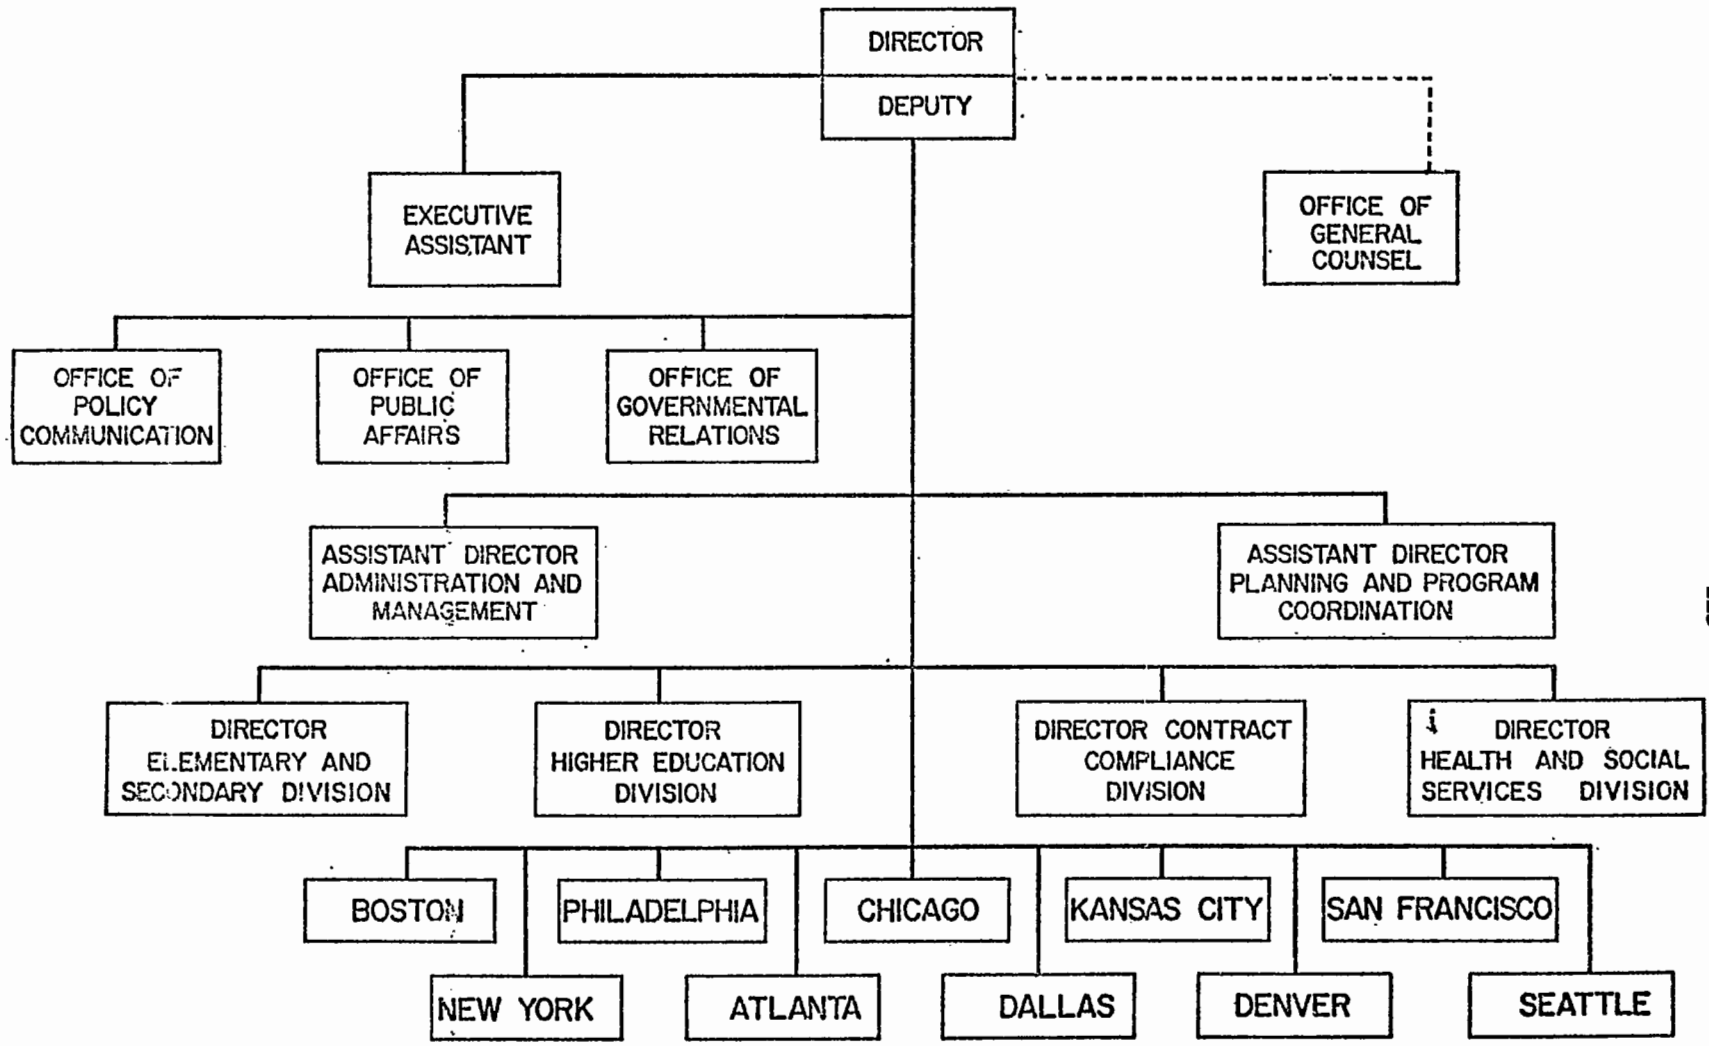 DIRECTOR
DEPUTY
EXECUTIVE
ASSISTANT
OFFICE OF
GENERAL
COUNSEL
OFFICE OF
POLICY
COMMUNICATION
OFFICE OF
PUBLIC
AFFAIRS
OFFICE OF
GOVERNMENTAL
RELATIONS
ASSISTANT DIRECTOR
ADMINISTRATION AND
MANAGEMENT
ASSISTANT DIRECTOR
PLANNING AND PROGRAM
COORDINATION
DIRECTOR
ELEMENTARY AND
SECONDARY DIVISION
DIRECTOR
HIGHER EDUCATION
DIVISION
DIRECTOR CONTRACT
COMPLIANCE
DIVISION
DIRECTOR
HEALTH AND SOCIAL
SERVICES DIVISION
BOSTON
PHILADELPHIA
CHICAGO
KANSAS CITY
SAN FRANCISCO
NEW YORK
ATLANTA
DALLAS
DENVER
SEATTLE